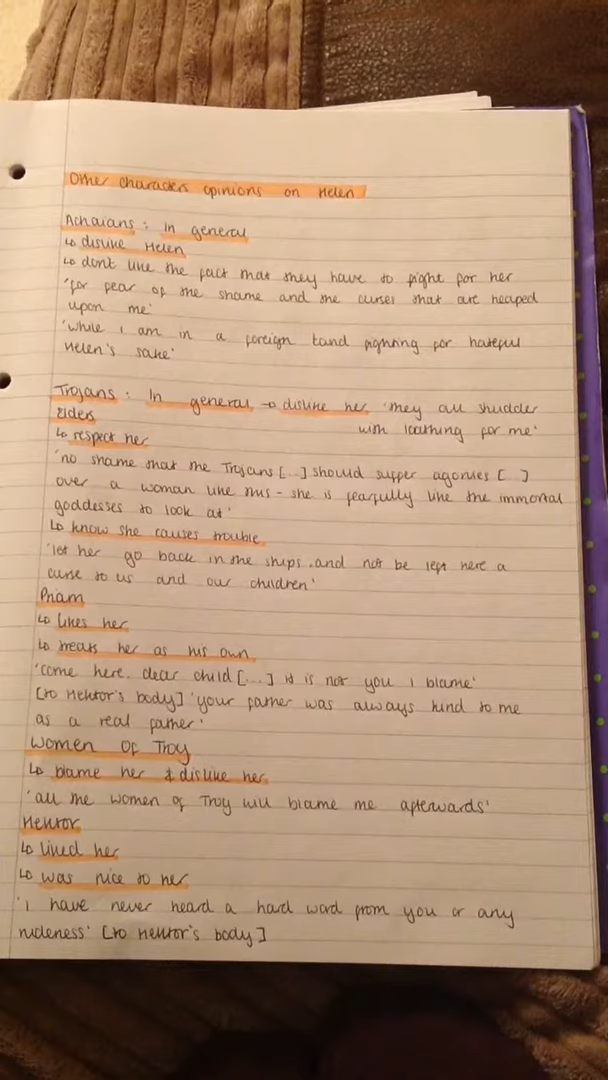 Other characters opinions on Helen
Achaians : in general
↳ dislike Helen
↳ dont like the fact that they have to fight for her
'for fear of the shame and the curses that are heaped
upon me'
'while I am in a foreign land fighting for hateful
Helen's sake'
Trojans : In general → dislike her 'they all shudder
with loathing for me'
Elders
↳ respect her
'no shame that the Trojans [...] should suffer agonies [ ]
over a woman like this - she is fearfully like the immortal
goddesses to look at'
↳ know she causes trouble
'let her go back in the ships and not be left here a
curse to us and our children'
Priam
↳ likes her
↳ treats her as his own
'come here, dear child [...] it is not you I blame'
[to Hektor's body] 'your father was always kind to me
as a real father'
Women of Troy
↳ blame her & dislike her
'all the women of Troy will blame me afterwards'
Hektor
↳ liked her
↳ was nice to her
'I have never heard a hard word from you or any
rudeness' [to Hektor's body]